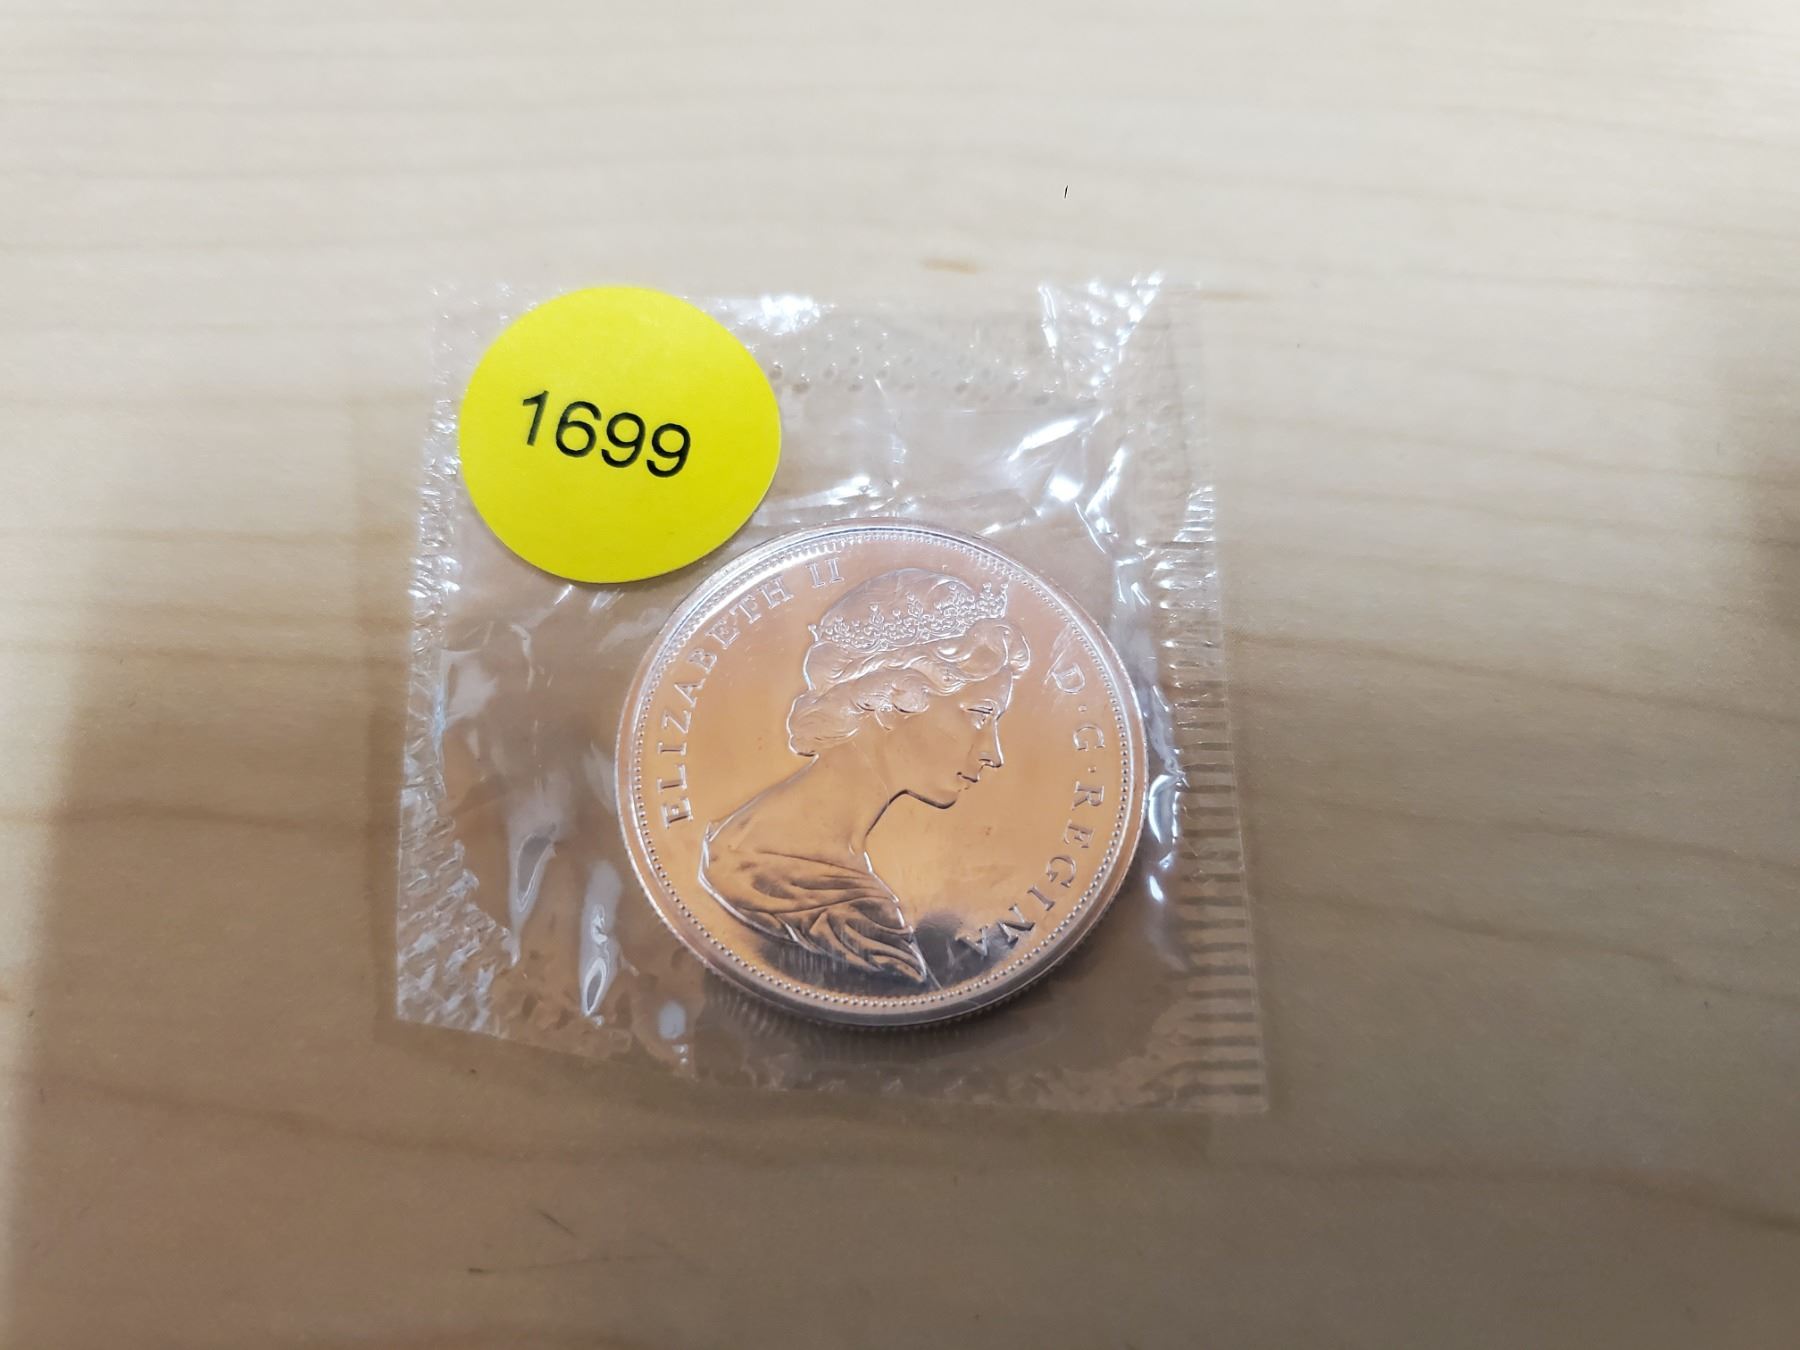 1699
ELIZABETH II D·G·REGINA